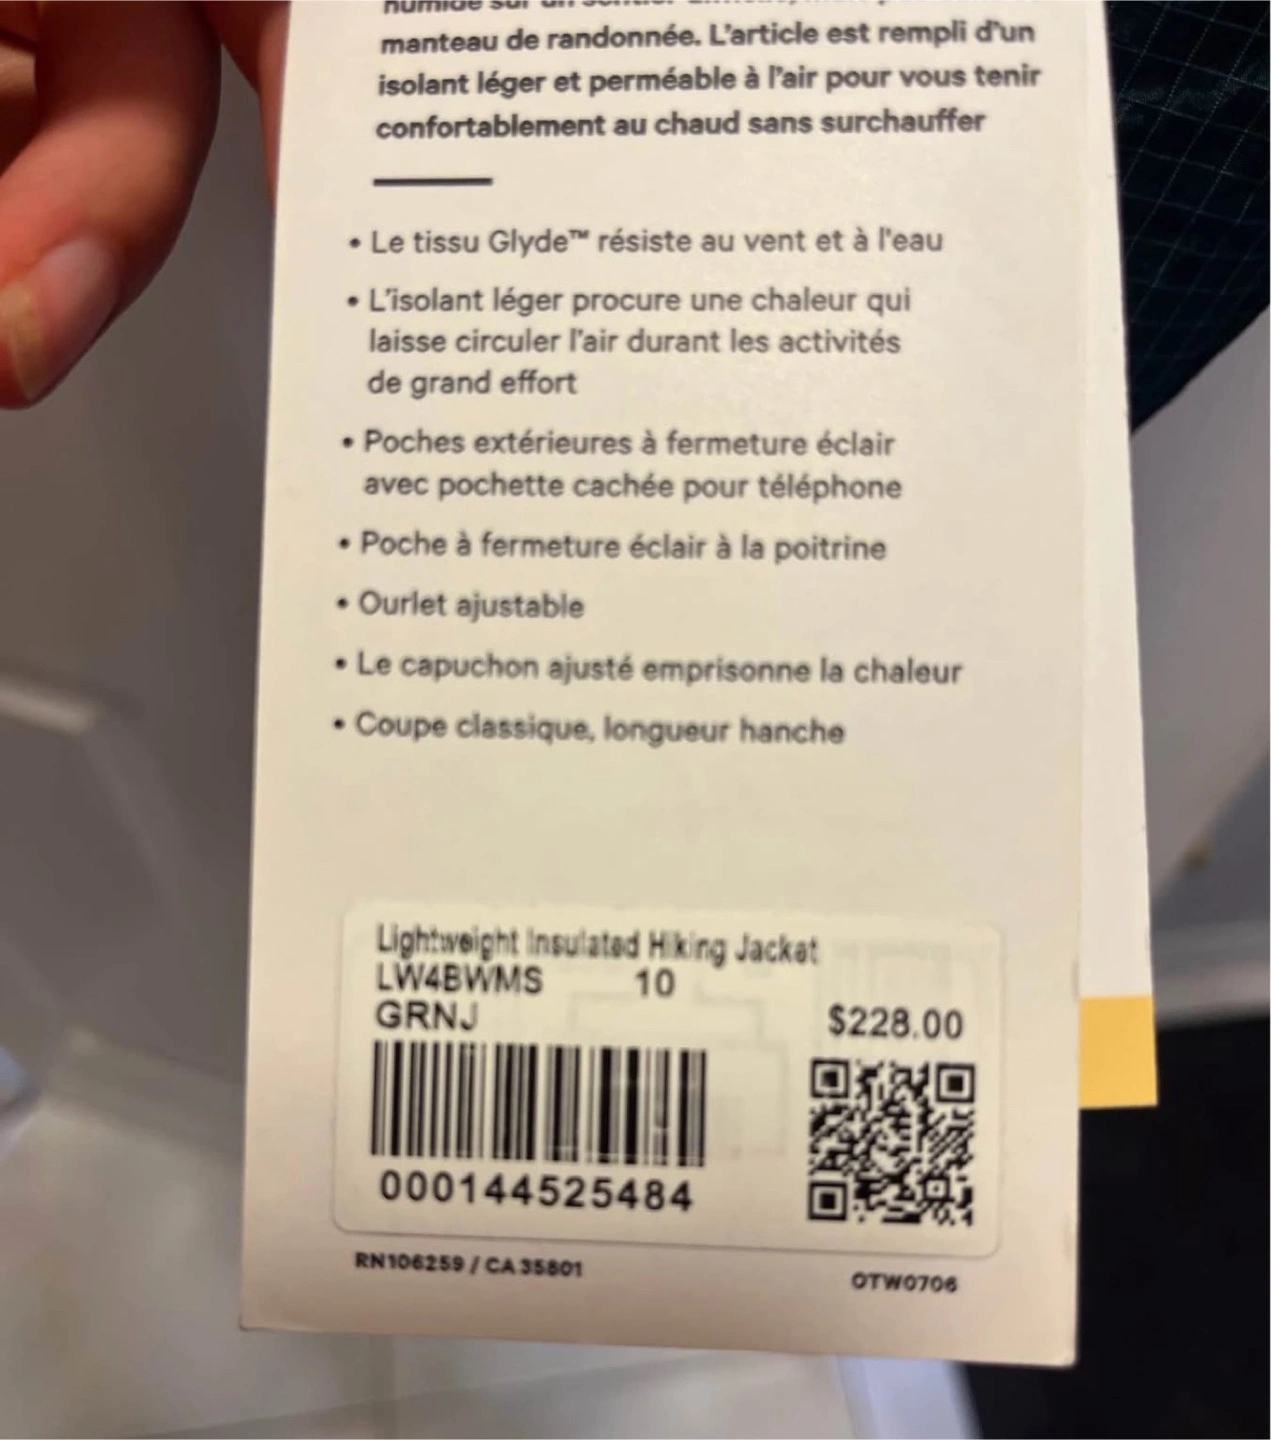 manteau de randonnée. L'article est rempli d'un
isolant léger et perméable à l'air pour vous tenir
confortablement au chaud sans surchauffer
• Le tissu Glyde™ résiste au vent et à l'eau
• L'isolant léger procure une chaleur qui
laisse circuler l'air durant les activités
de grand effort
• Poches extérieures à fermeture éclair
avec pochette cachée pour téléphone
• Poche à fermeture éclair à la poitrine
• Ourlet ajustable
• Le capuchon ajusté emprisonne la chaleur
• Coupe classique, longueur hanche
Lightweight Insulated Hiking Jacket
LW4BWMS 10
GRNJ
$228.00
000144525484
RN106259 / CA 35801
OTW0706